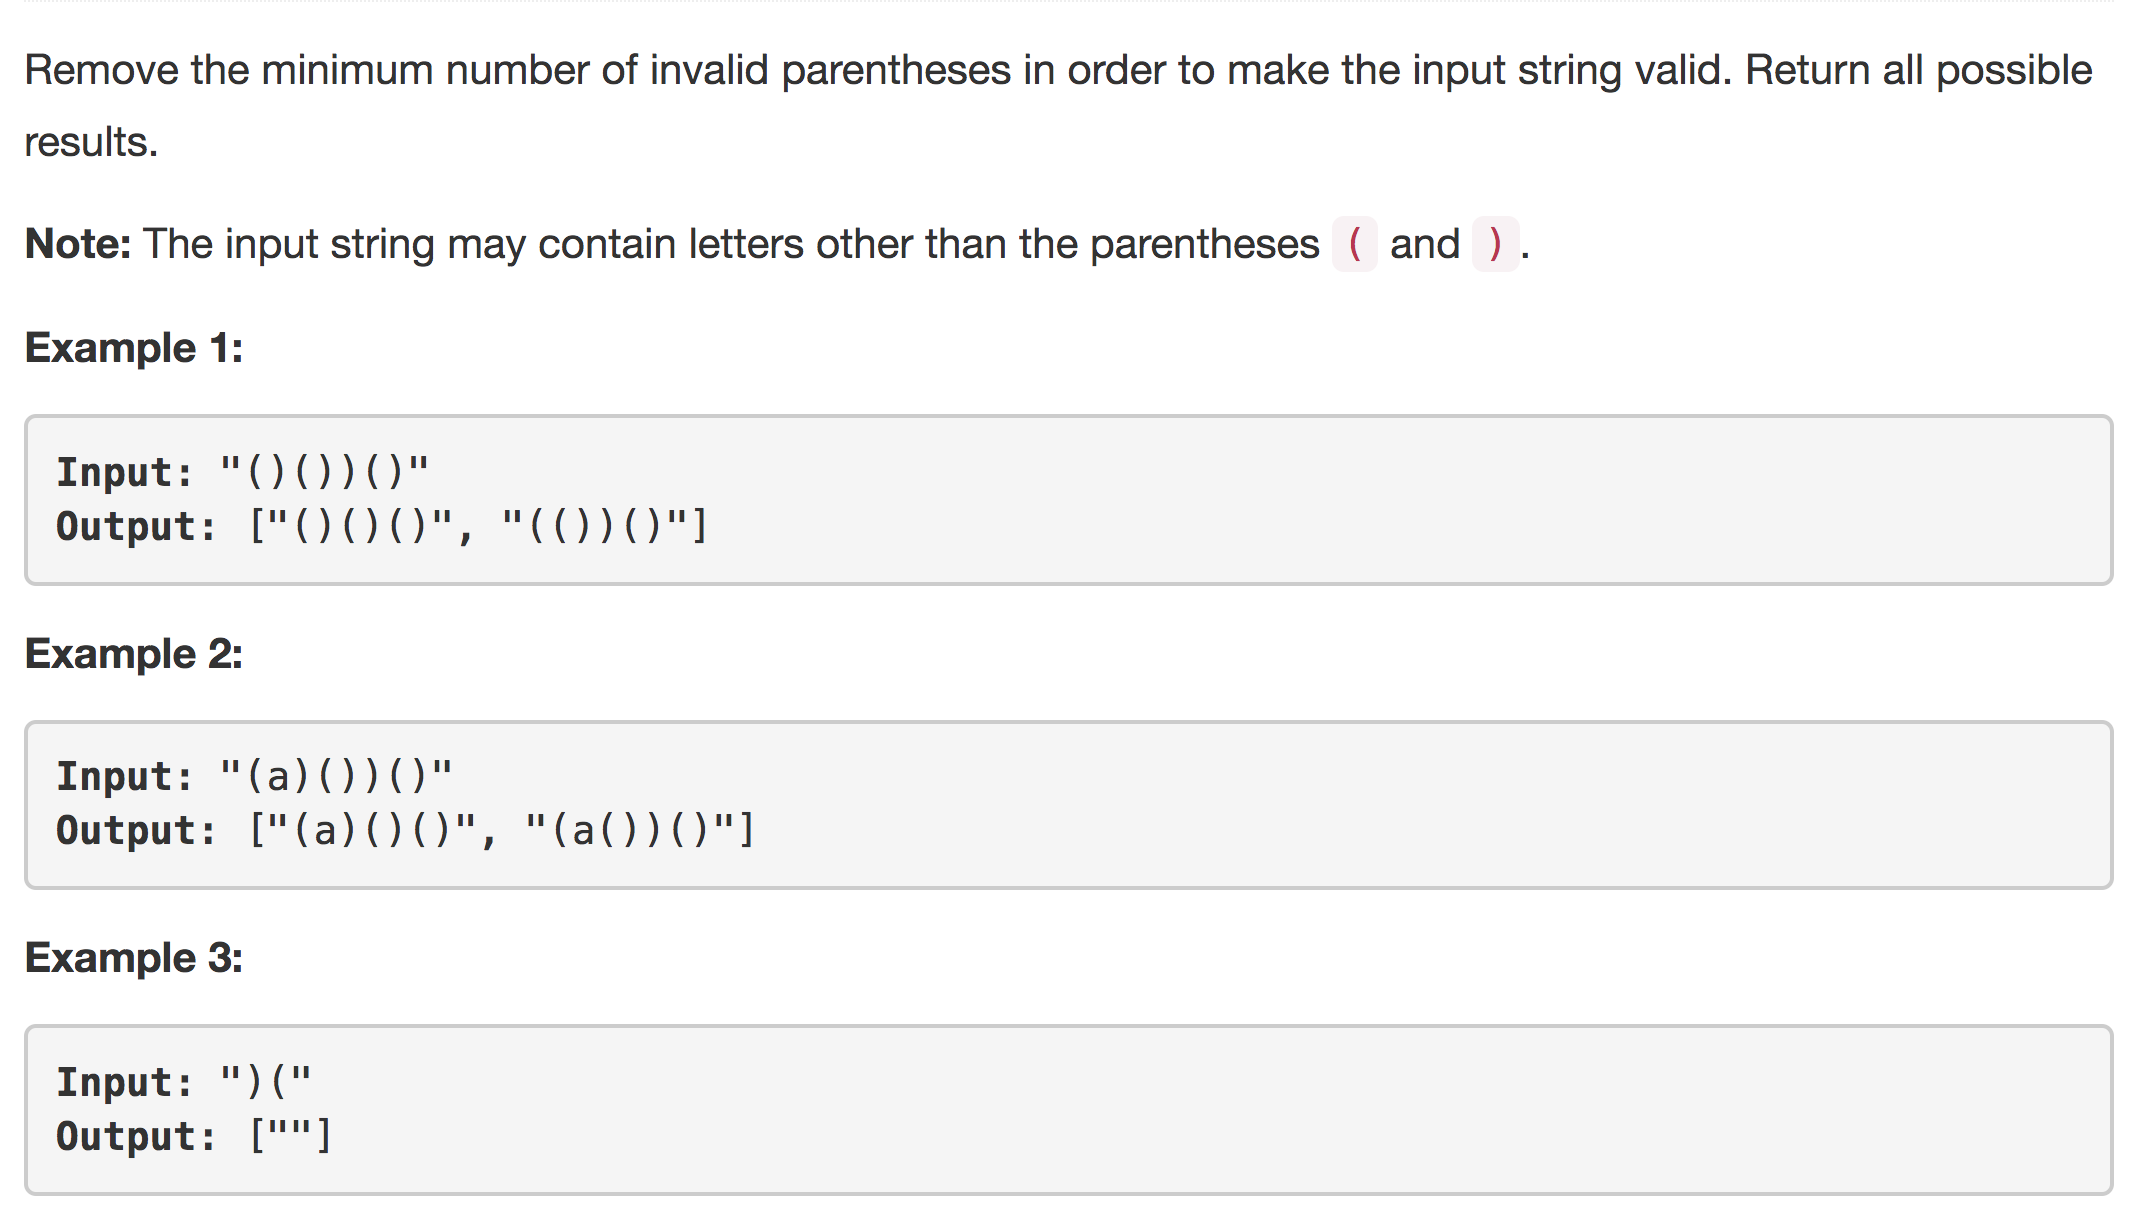 Remove the minimum number of invalid parentheses in order to make the input string valid. Return all possible
results.
Note: The input string may contain letters other than the parentheses ( and ).
Example 1:
Input: "()())()"
Output: ["()()()", "(())()"]
Example 2:
Input: "(a)())()"
Output: ["(a)()()", "(a())()"]
Example 3:
Input: ")("
Output: [""]